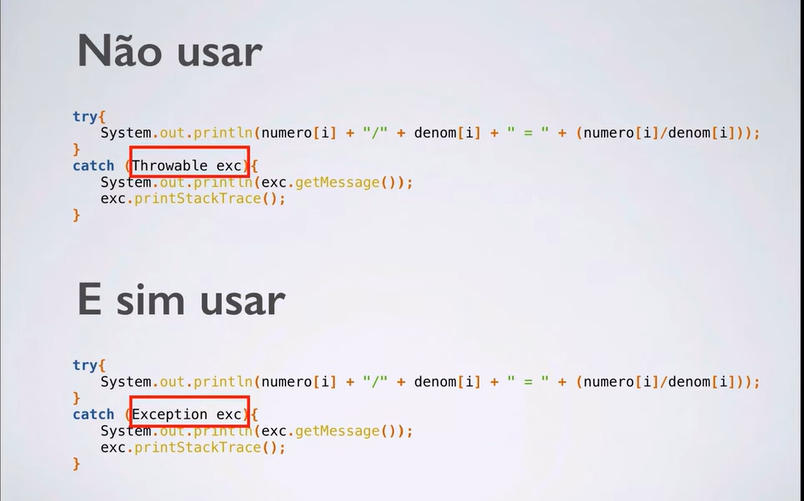 Não usar
try{
System.out.println(numero[i] + "/" + denom[i] + " = " + (numero[i]/denom[i]));
}
catch (Throwable exc){
System.out.println(exc.getMessage());
exc.printStackTrace();
}
E sim usar
try{
System.out.println(numero[i] + "/" + denom[i] + " = " + (numero[i]/denom[i]));
}
catch (Exception exc){
System.out.println(exc.getMessage());
exc.printStackTrace();
}